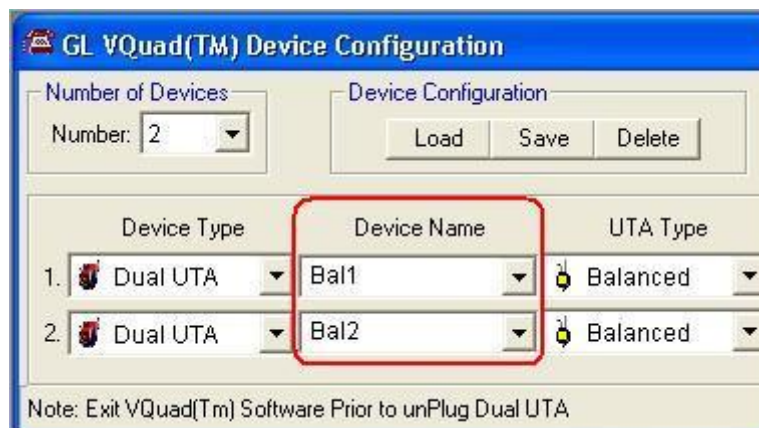 GL VQuad(TM) Device Configuration
Number of Devices
Number: 2
Device Configuration
Load Save Delete
Device Type Device Name UTA Type
1. Dual UTA Bal1 Balanced
2. Dual UTA Bal2 Balanced
Note: Exit VQuad(Tm) Software Prior to unPlug Dual UTA